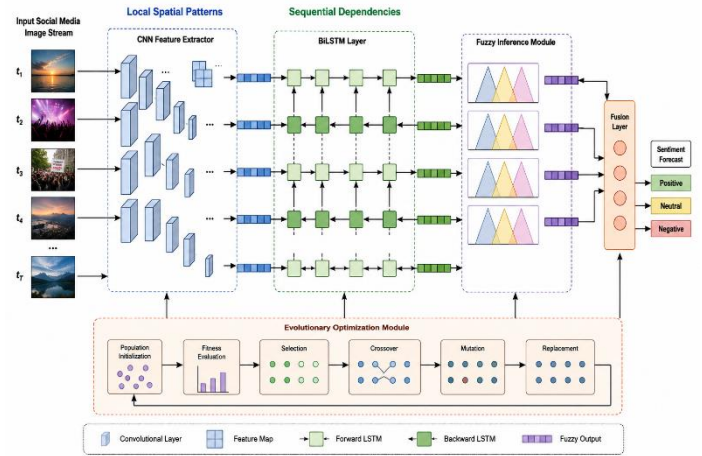 Input Social Media
Image Stream
Local Spatial Patterns
Sequential Dependencies
CNN Feature Extractor
BiLSTM Layer
Fuzzy Inference Module
t1
...
t2
...
t3
...
t4
...
...
tT
Fusion
Layer
Sentiment
Forecast
Positive
Neutral
Negative
Evolutionary Optimization Module
Population
Initialization
Fitness
Evaluation
Selection
Crossover
Mutation
Replacement
Convolutional Layer
Feature Map
Forward LSTM
Backward LSTM
Fuzzy Output